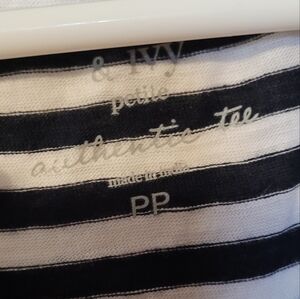 & IVY
petite
authentic tee
made in india
PP